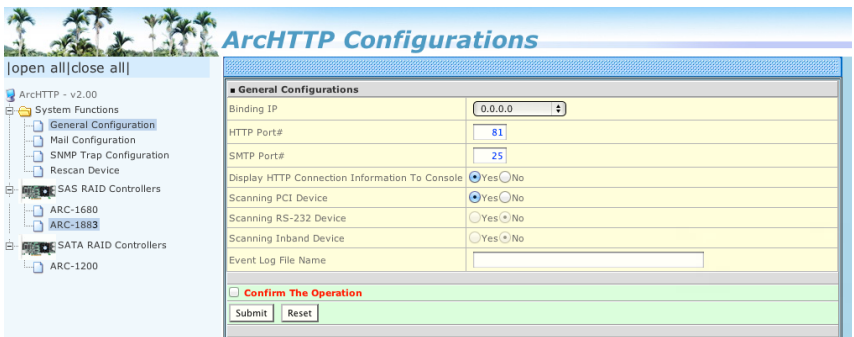 ArcHTTP Configurations
|open all|close all|
ArcHTTP - v2.00
System Functions
General Configuration
Mail Configuration
SNMP Trap Configuration
Rescan Device
SAS RAID Controllers
ARC-1680
ARC-1883
SATA RAID Controllers
ARC-1200
General Configurations
Binding IP 0.0.0.0
HTTP Port# 81
SMTP Port# 25
Display HTTP Connection Information To Console Yes No
Scanning PCI Device Yes No
Scanning RS-232 Device Yes No
Scanning Inband Device Yes No
Event Log File Name
Confirm The Operation
Submit Reset